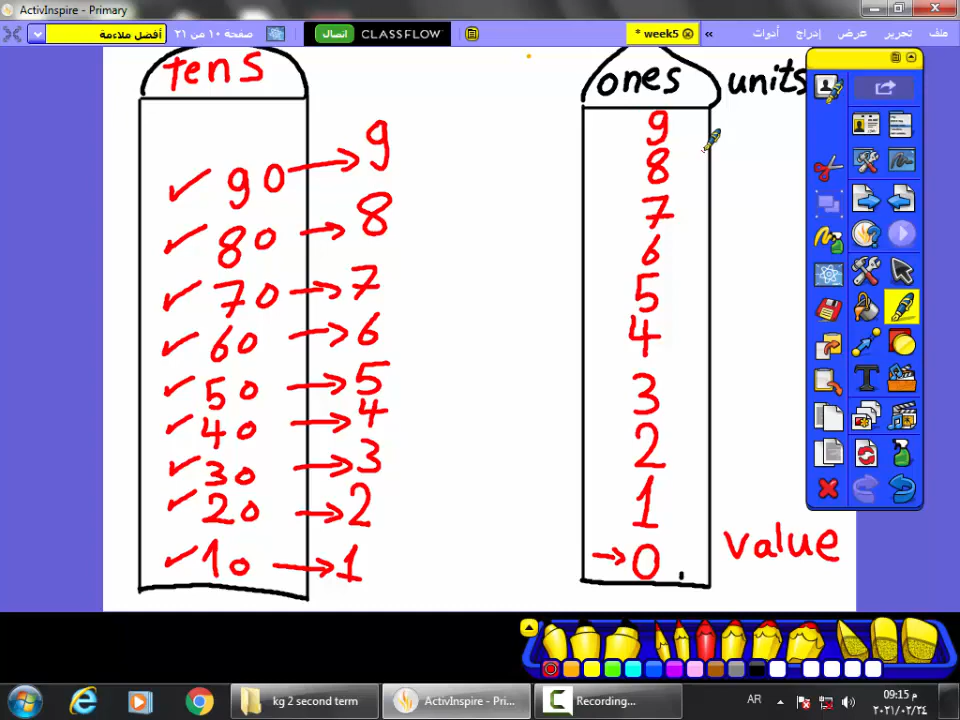 ActivInspire - Primary
ملف تحرير عرض إدراج أدوات
« week5 *
CLASSFLOW اتصال
صفحة ١٠ من ٢١
أفضل ملاءمة
tens
90 → 9
80 → 8
70 → 7
60 → 6
50 → 5
40 → 4
30 → 3
20 → 2
10 → 1
ones units
9
8
7
6
5
4
3
2
1
→ 0 value
kg 2 second term
ActivInspire - Pri...
Recording...
AR
09:15 م
٢٠٢١/٠٢/٢٤